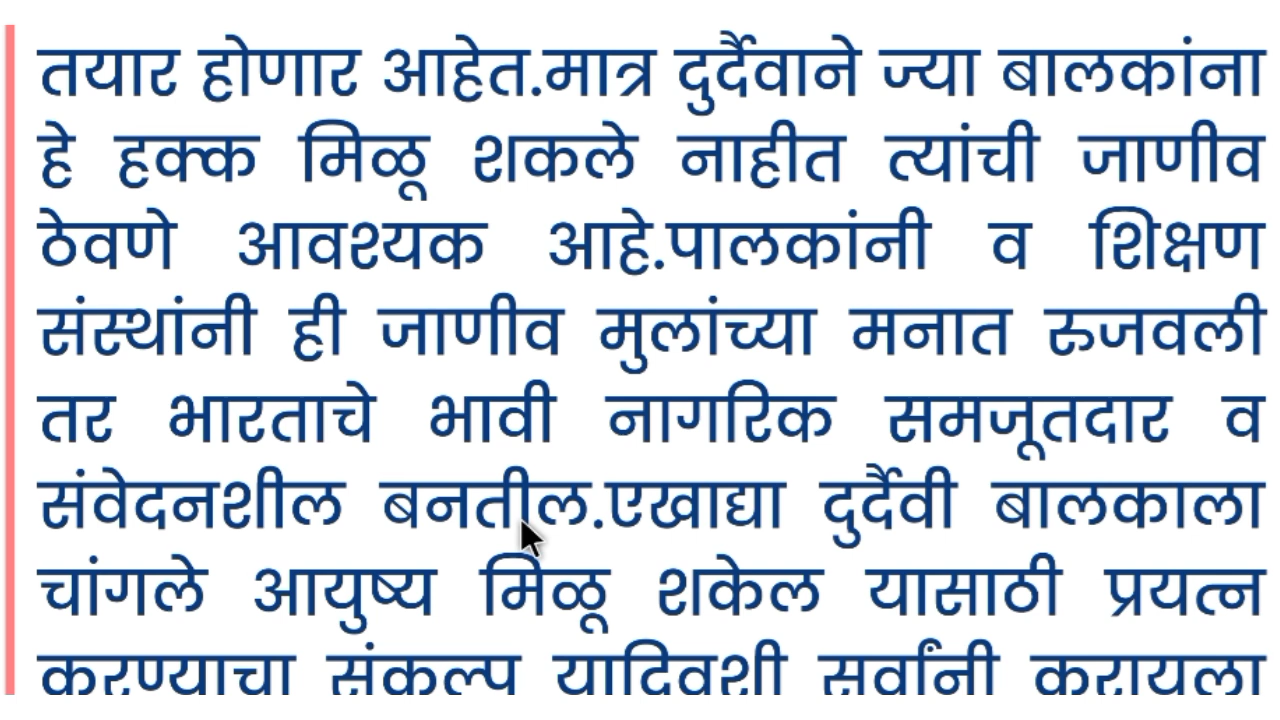 तयार होणार आहेत.मात्र दुर्दैवाने ज्या बालकांना
हे हक्क मिळू शकले नाहीत त्यांची जाणीव
ठेवणे आवश्यक आहे.पालकांनी व शिक्षण
संस्थांनी ही जाणीव मुलांच्या मनात रुजवली
तर भारताचे भावी नागरिक समजूतदार व
संवेदनशील बनतील.एखाद्या दुर्दैवी बालकाला
चांगले आयुष्य मिळू शकेल यासाठी प्रयत्न
करण्याचा संकल्प यादिवशी सर्वांनी करायला